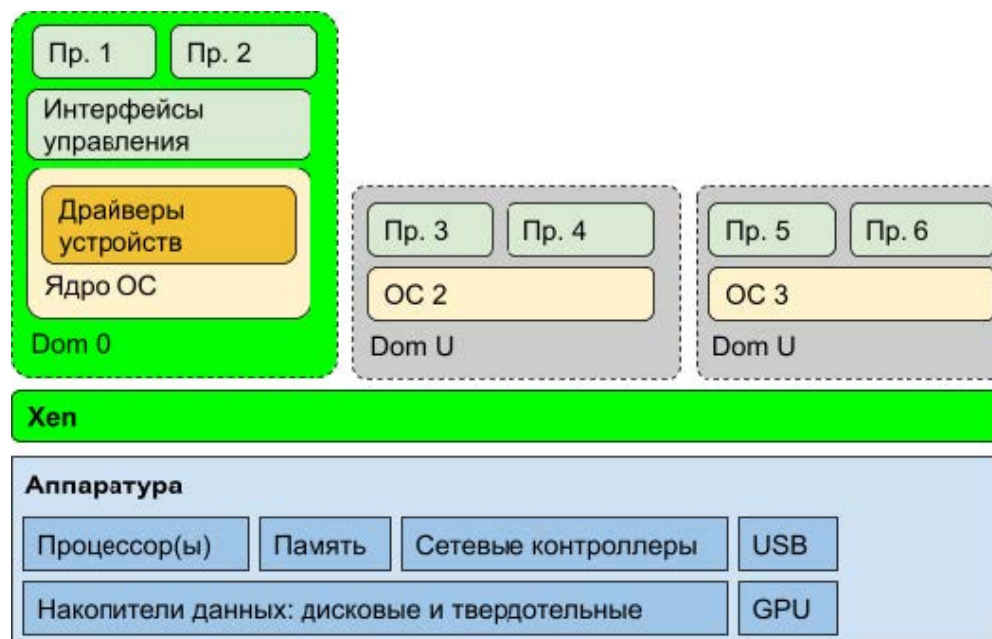 Пр. 1
Пр. 2
Интерфейсы
управления
Драйверы
устройств
Ядро ОС
Dom 0
Пр. 3
Пр. 4
ОС 2
Dom U
Пр. 5
Пр. 6
ОС 3
Dom U
Xen
Аппаратура
Процессор(ы)
Память
Сетевые контроллеры
USB
Накопители данных: дисковые и твердотельные
GPU